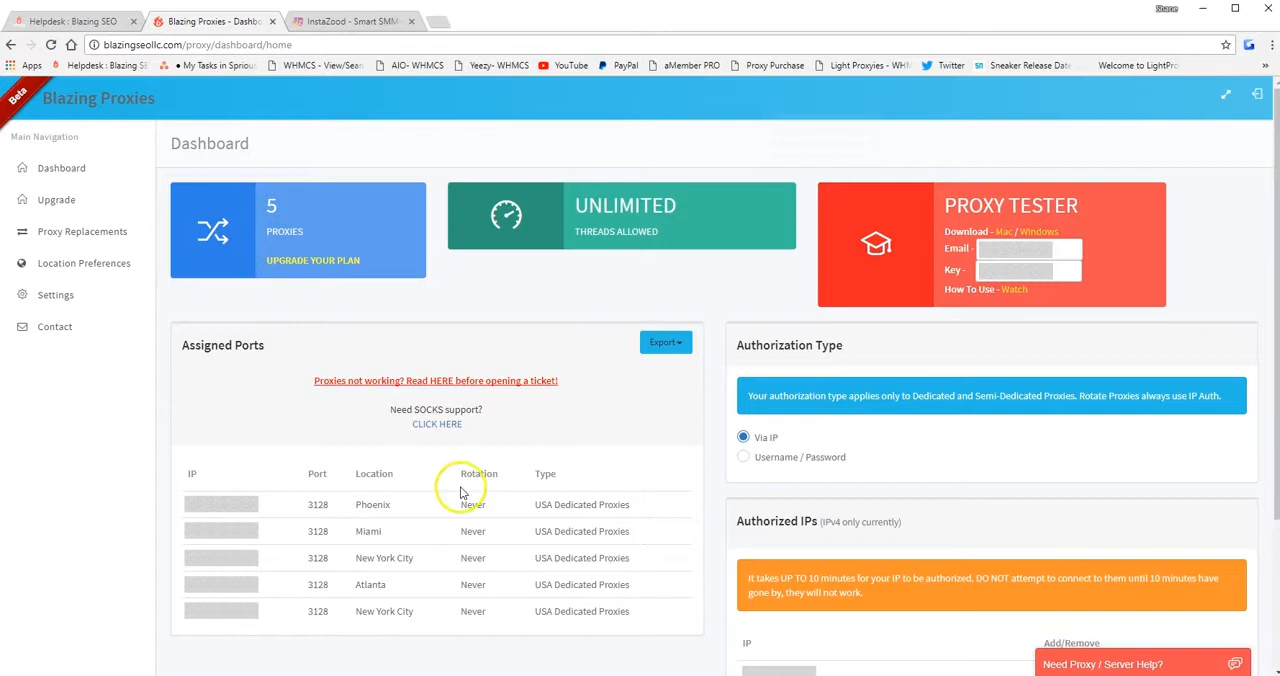 Shane
Helpdesk : Blazing SEO
Blazing Proxies - Dashbo
InstaZood - Smart SMM
blazingseollc.com/proxy/dashboard/home
Apps
Helpdesk : Blazing SE
• My Tasks in Spriou
WHMCS - View/Sear
AIO- WHMCS
Yeezy- WHMCS
YouTube
PayPal
aMember PRO
Proxy Purchase
Light Proxyies - WHM
Twitter
Sneaker Release Date
Welcome to LightPro
»
Beta
Blazing Proxies
Main Navigation
Dashboard
Upgrade
Proxy Replacements
Location Preferences
Settings
Contact
Dashboard
5
PROXIES
UPGRADE YOUR PLAN
UNLIMITED
THREADS ALLOWED
PROXY TESTER
Download - Mac / Windows
Email -
Key -
How To Use - Watch
Assigned Ports
Export
Proxies not working? Read HERE before opening a ticket!
Need SOCKS support?
CLICK HERE
IP Port Location Rotation Type
3128 Phoenix Never USA Dedicated Proxies
3128 Miami Never USA Dedicated Proxies
3128 New York City Never USA Dedicated Proxies
3128 Atlanta Never USA Dedicated Proxies
3128 New York City Never USA Dedicated Proxies
Authorization Type
Your authorization type applies only to Dedicated and Semi-Dedicated Proxies. Rotate Proxies always use IP Auth.
Via IP
Username / Password
Authorized IPs (IPv4 only currently)
It takes UP TO 10 minutes for your IP to be authorized. DO NOT attempt to connect to them until 10 minutes have
gone by, they will not work.
IP Add/Remove
Need Proxy / Server Help?